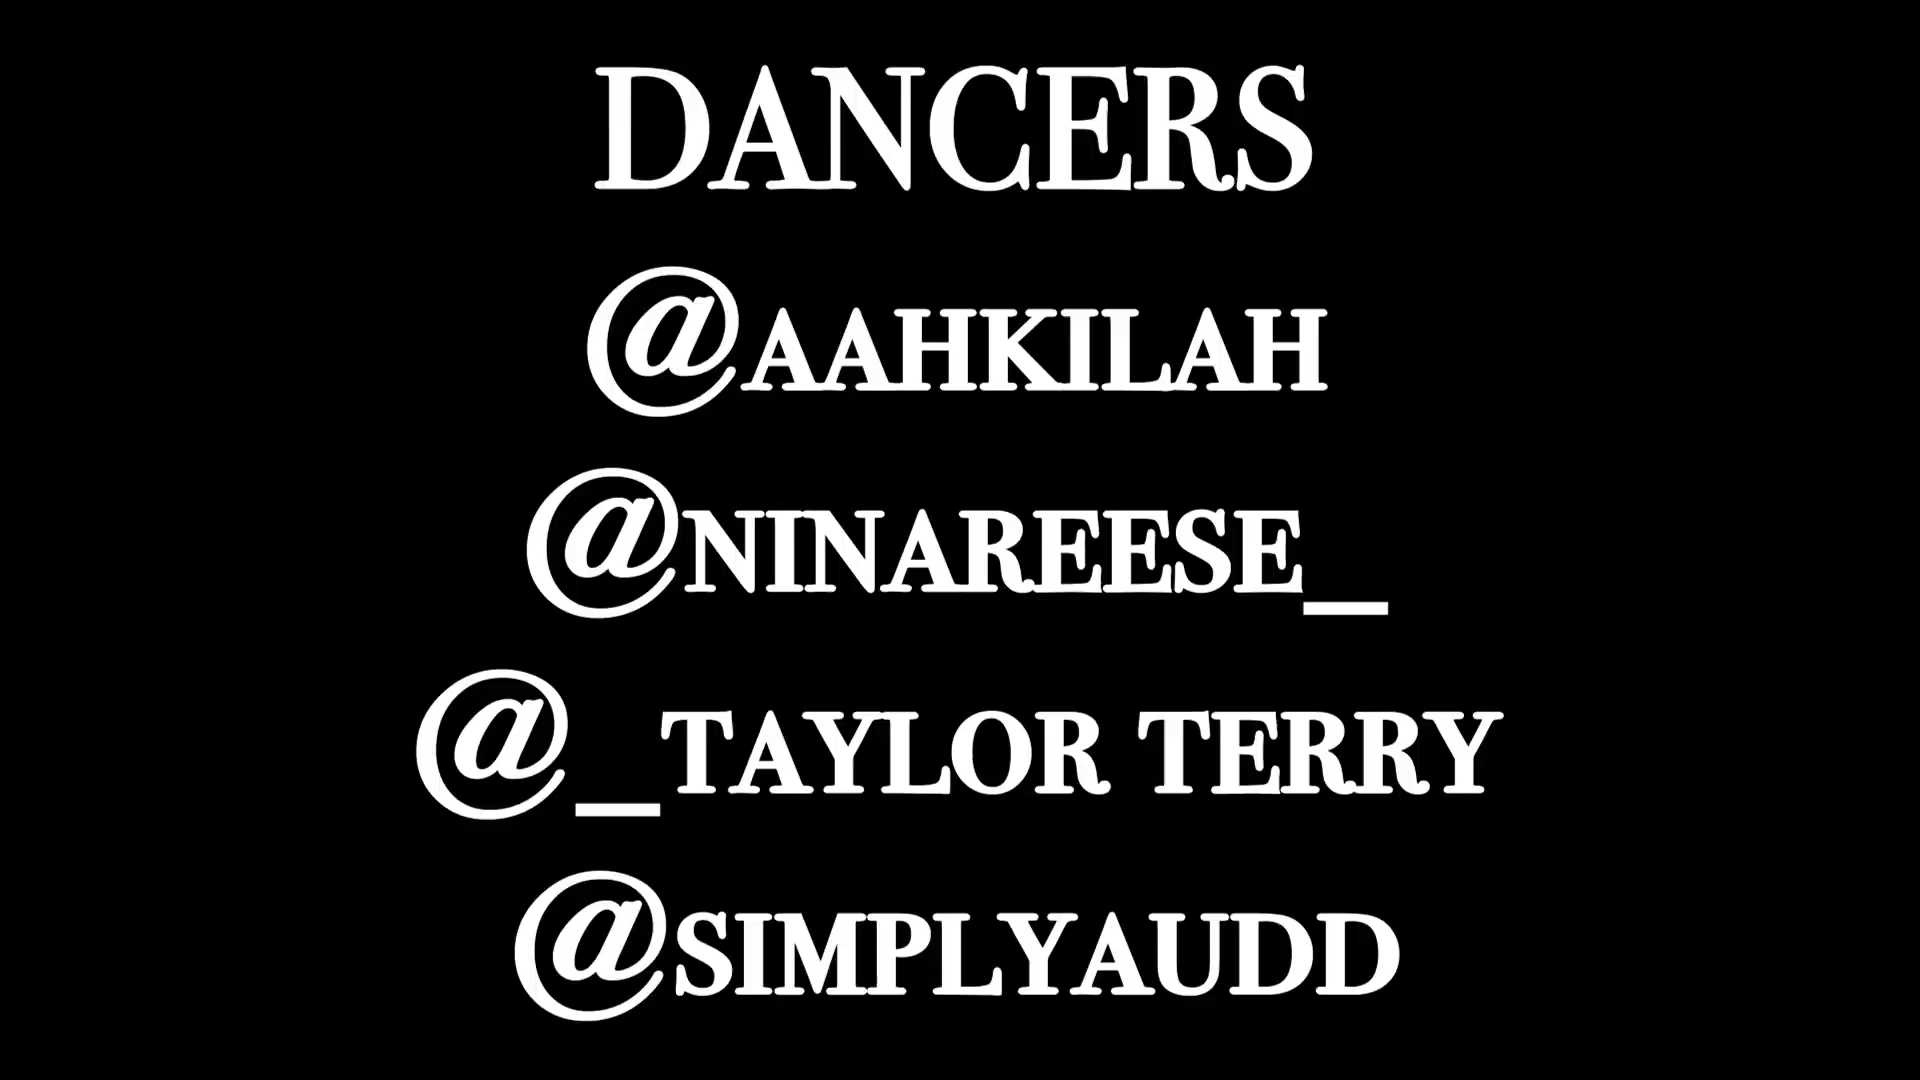 DANCERS
@AAHKILAH
@NINAREESE_
@_TAYLOR TERRY
@SIMPLYAUDD